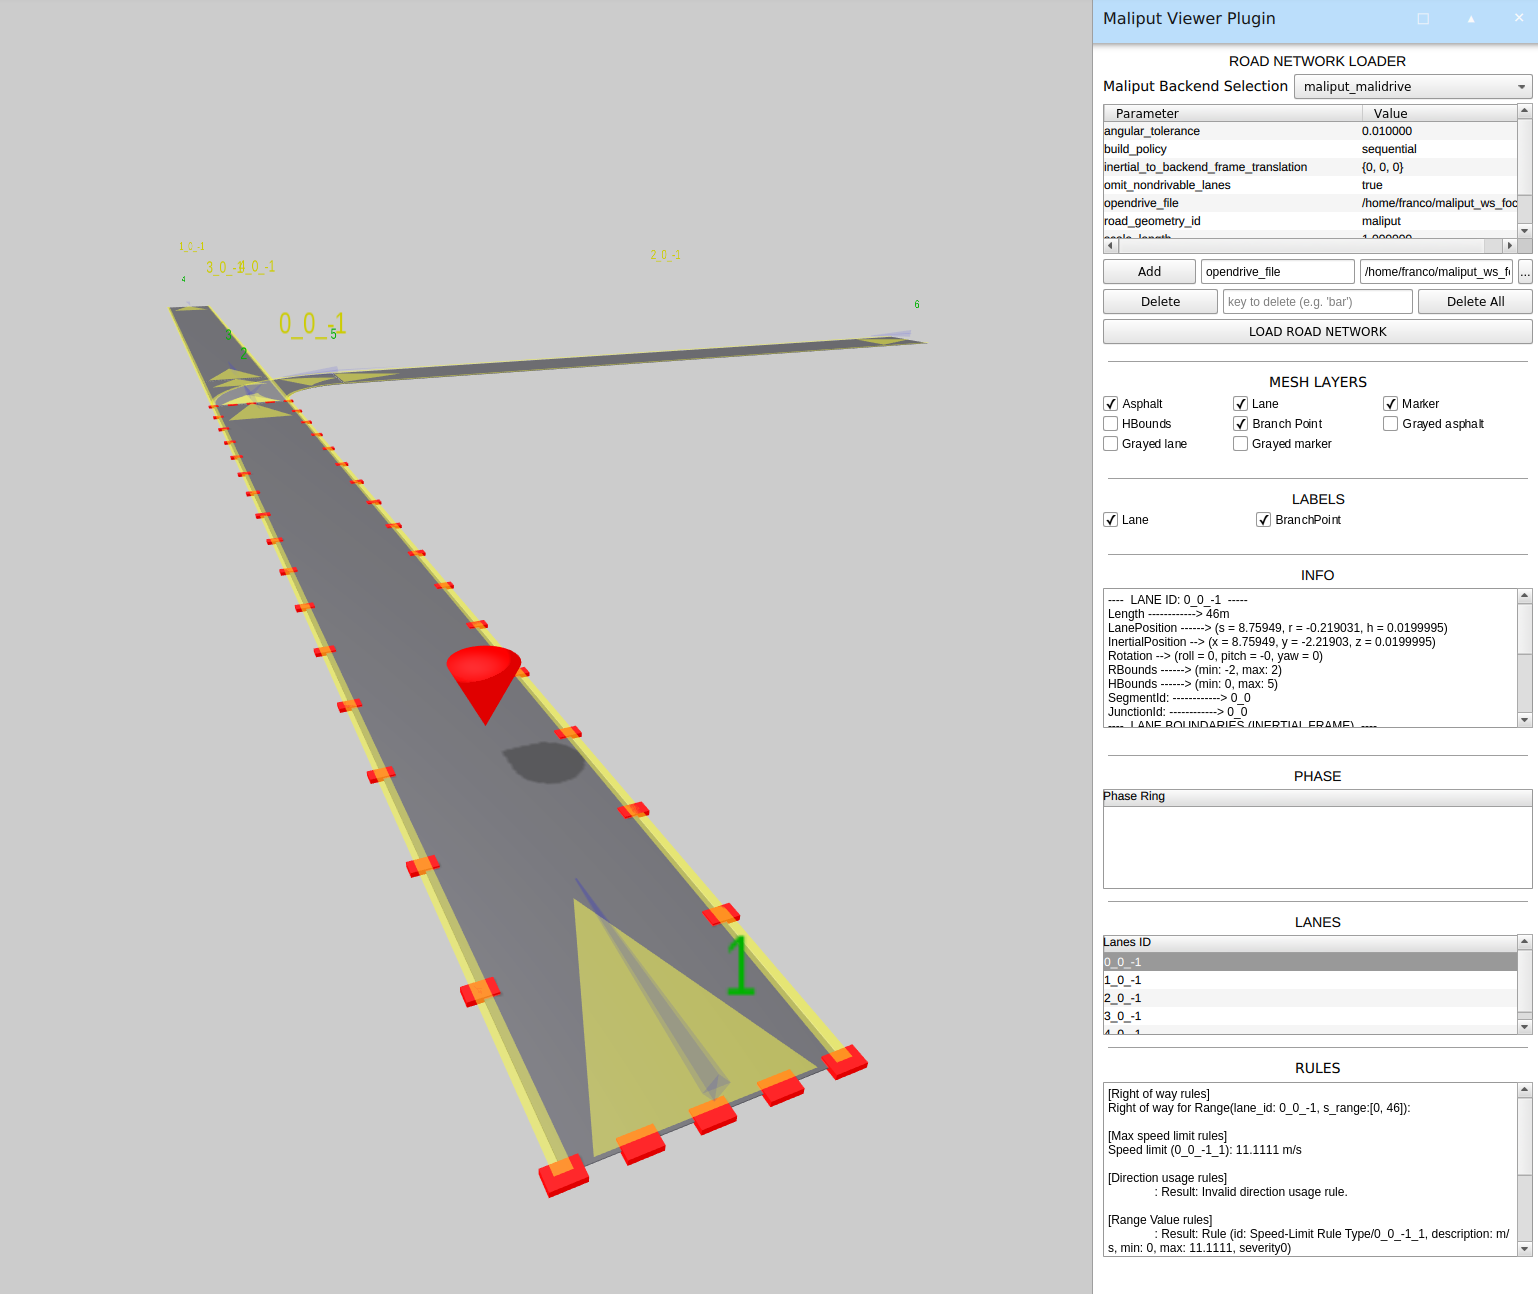 Maliput Viewer Plugin
ROAD NETWORK LOADER
Maliput Backend Selection maliput_malidrive
Parameter Value
angular_tolerance 0.010000
build_policy sequential
inertial_to_backend_frame_translation {0, 0, 0}
omit_nondrivable_lanes true
opendrive_file /home/franco/maliput_ws_foc
road_geometry_id maliput
scale_length 1.000000
Add opendrive_file /home/franco/maliput_ws_f ...
Delete key to delete (e.g. 'bar') Delete All
LOAD ROAD NETWORK
MESH LAYERS
Asphalt Lane Marker
HBounds Branch Point Grayed asphalt
Grayed lane Grayed marker
LABELS
Lane BranchPoint
INFO
---- LANE ID: 0_0_-1 -----
Length ------------> 46m
LanePosition ------> (s = 8.75949, r = -0.219031, h = 0.0199995)
InertialPosition --> (x = 8.75949, y = -2.21903, z = 0.0199995)
Rotation --> (roll = 0, pitch = -0, yaw = 0)
RBounds ------> (min: -2, max: 2)
HBounds ------> (min: 0, max: 5)
SegmentId: ------------> 0_0
JunctionId: ------------> 0_0
---- LANE BOUNDARIES (INERTIAL FRAME) ----
PHASE
Phase Ring
LANES
Lanes ID
0_0_-1
1_0_-1
2_0_-1
3_0_-1
4_0_-1
RULES
[Right of way rules]
Right of way for Range(lane_id: 0_0_-1, s_range:[0, 46]):
[Max speed limit rules]
Speed limit (0_0_-1_1): 11.1111 m/s
[Direction usage rules]
: Result: Invalid direction usage rule.
[Range Value rules]
: Result: Rule (id: Speed-Limit Rule Type/0_0_-1_1, description: m/
s, min: 0, max: 11.1111, severity0)
1_0_-1
2_0_-1
3_0_-1
4_0_-1
4
6
0_0_-1
3
5
2
1